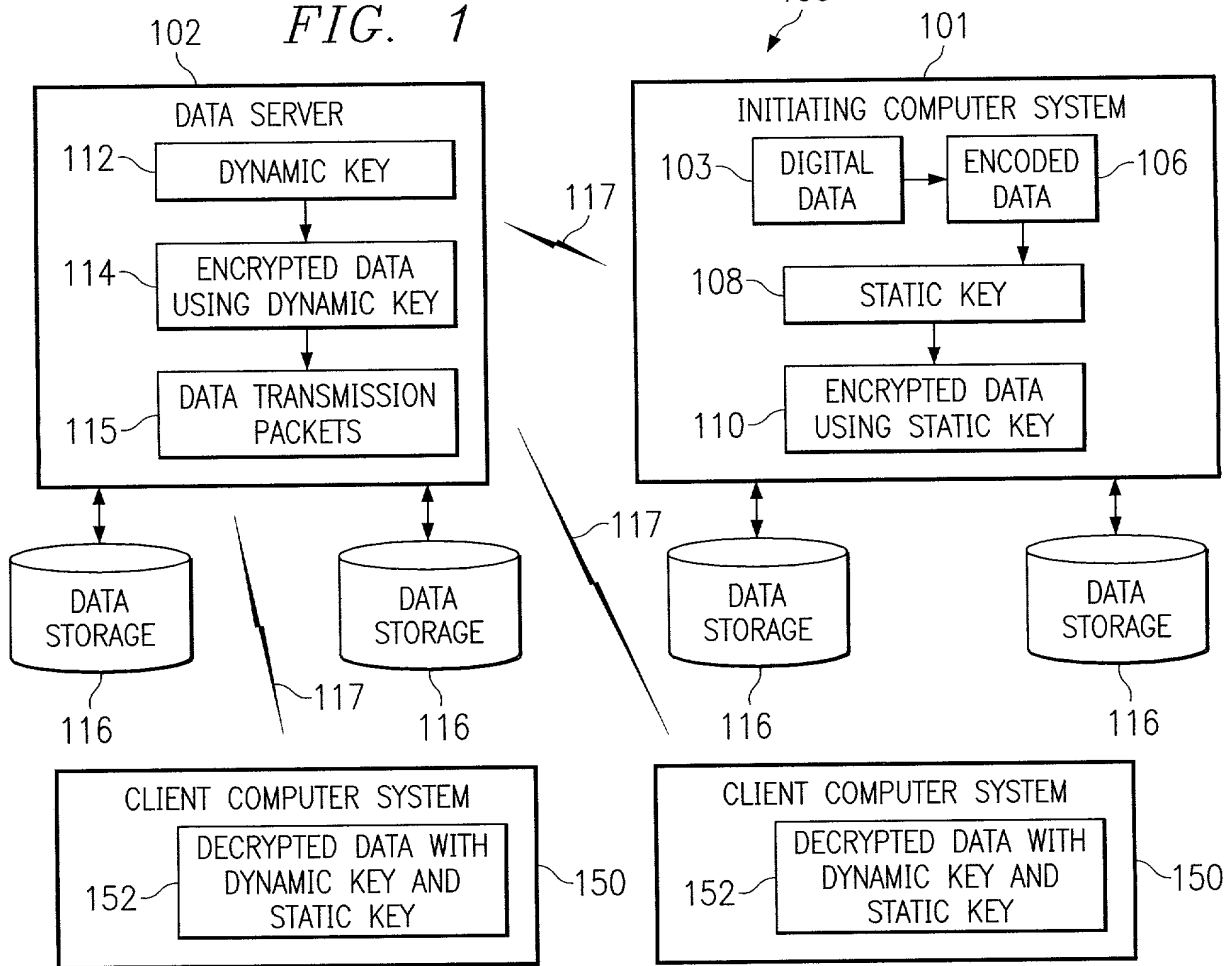 FIG. 1
102
101
DATA SERVER
112
DYNAMIC KEY
114
ENCRYPTED DATA
USING DYNAMIC KEY
115
DATA TRANSMISSION
PACKETS
117
INITIATING COMPUTER SYSTEM
103
DIGITAL
DATA
ENCODED
DATA
106
108
STATIC KEY
110
ENCRYPTED DATA
USING STATIC KEY
DATA
STORAGE
116
117
DATA
STORAGE
116
117
DATA
STORAGE
116
DATA
STORAGE
116
CLIENT COMPUTER SYSTEM
152
DECRYPTED DATA WITH
DYNAMIC KEY AND
STATIC KEY
150
CLIENT COMPUTER SYSTEM
152
DECRYPTED DATA WITH
DYNAMIC KEY AND
STATIC KEY
150